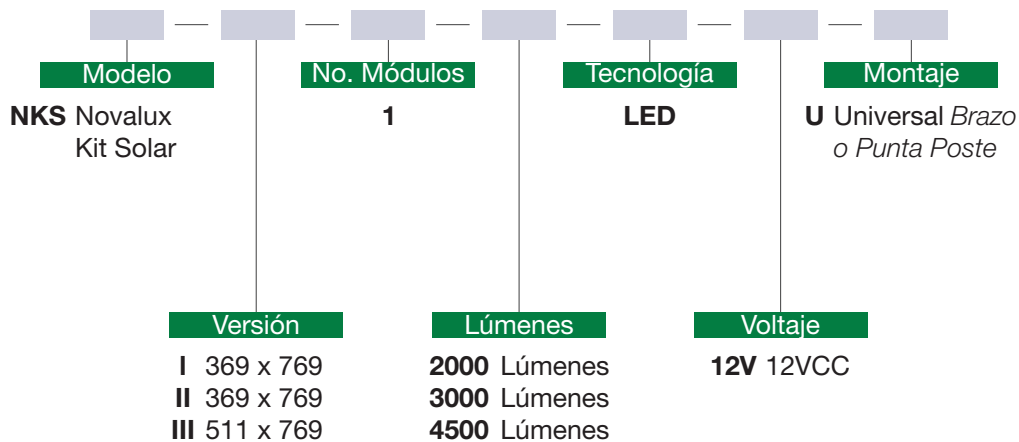 Modelo
NKS Novalux
Kit Solar
No. Módulos
1
Tecnología
LED
Montaje
U Universal Brazo
o Punta Poste
Versión
I 369 x 769
II 369 x 769
III 511 x 769
Lúmenes
2000 Lúmenes
3000 Lúmenes
4500 Lúmenes
Voltaje
12V 12VCC